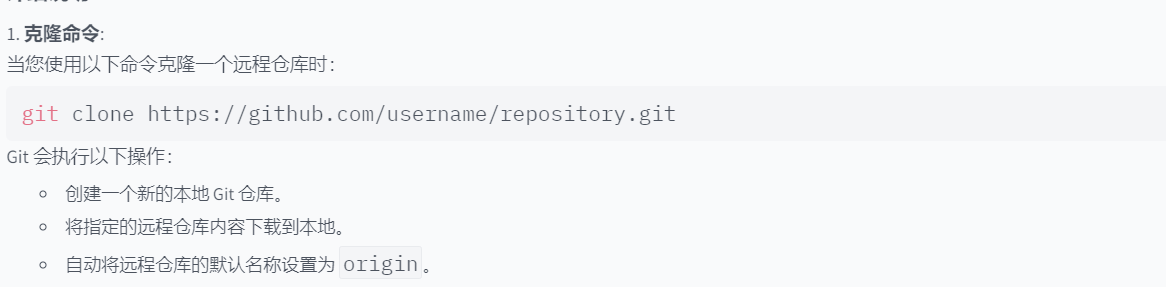 1. 克隆命令:
当您使用以下命令克隆一个远程仓库时:
git clone https://github.com/username/repository.git
Git 会执行以下操作:
◦ 创建一个新的本地 Git 仓库。
◦ 将指定的远程仓库内容下载到本地。
◦ 自动将远程仓库的默认名称设置为 origin。